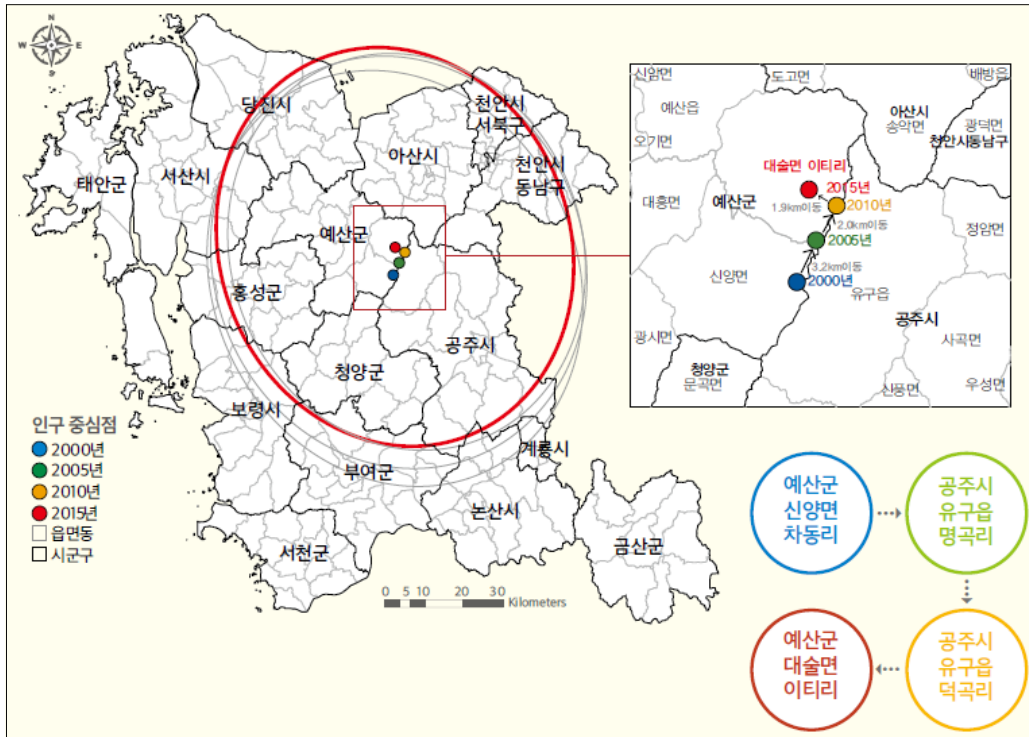 N
W
E
S
당진시
천안시
서북구
아산시
천안시
동남구
서산시
태안군
예산군
홍성군
공주시
청양군
보령시
부여군
계룡시
논산시
서천군
금산군
인구 중심점
2000년
2005년
2010년
2015년
읍면동
시군구
0 5 10 20 30
Kilometers
신암면
도고면
배방읍
예산읍
아산시
송악면
광덕면
천안시동남구
오가면
대술면 이티리
2015년
대흥면
예산군
1.9km이동
2010년
2.0km이동
정안면
2005년
신양면
3.2km이동
2000년
유구읍
공주시
광시면
사곡면
청양군
운곡면
신풍면
우성면
예산군
신양면
차동리
공주시
유구읍
명곡리
예산군
대술면
이티리
공주시
유구읍
덕곡리